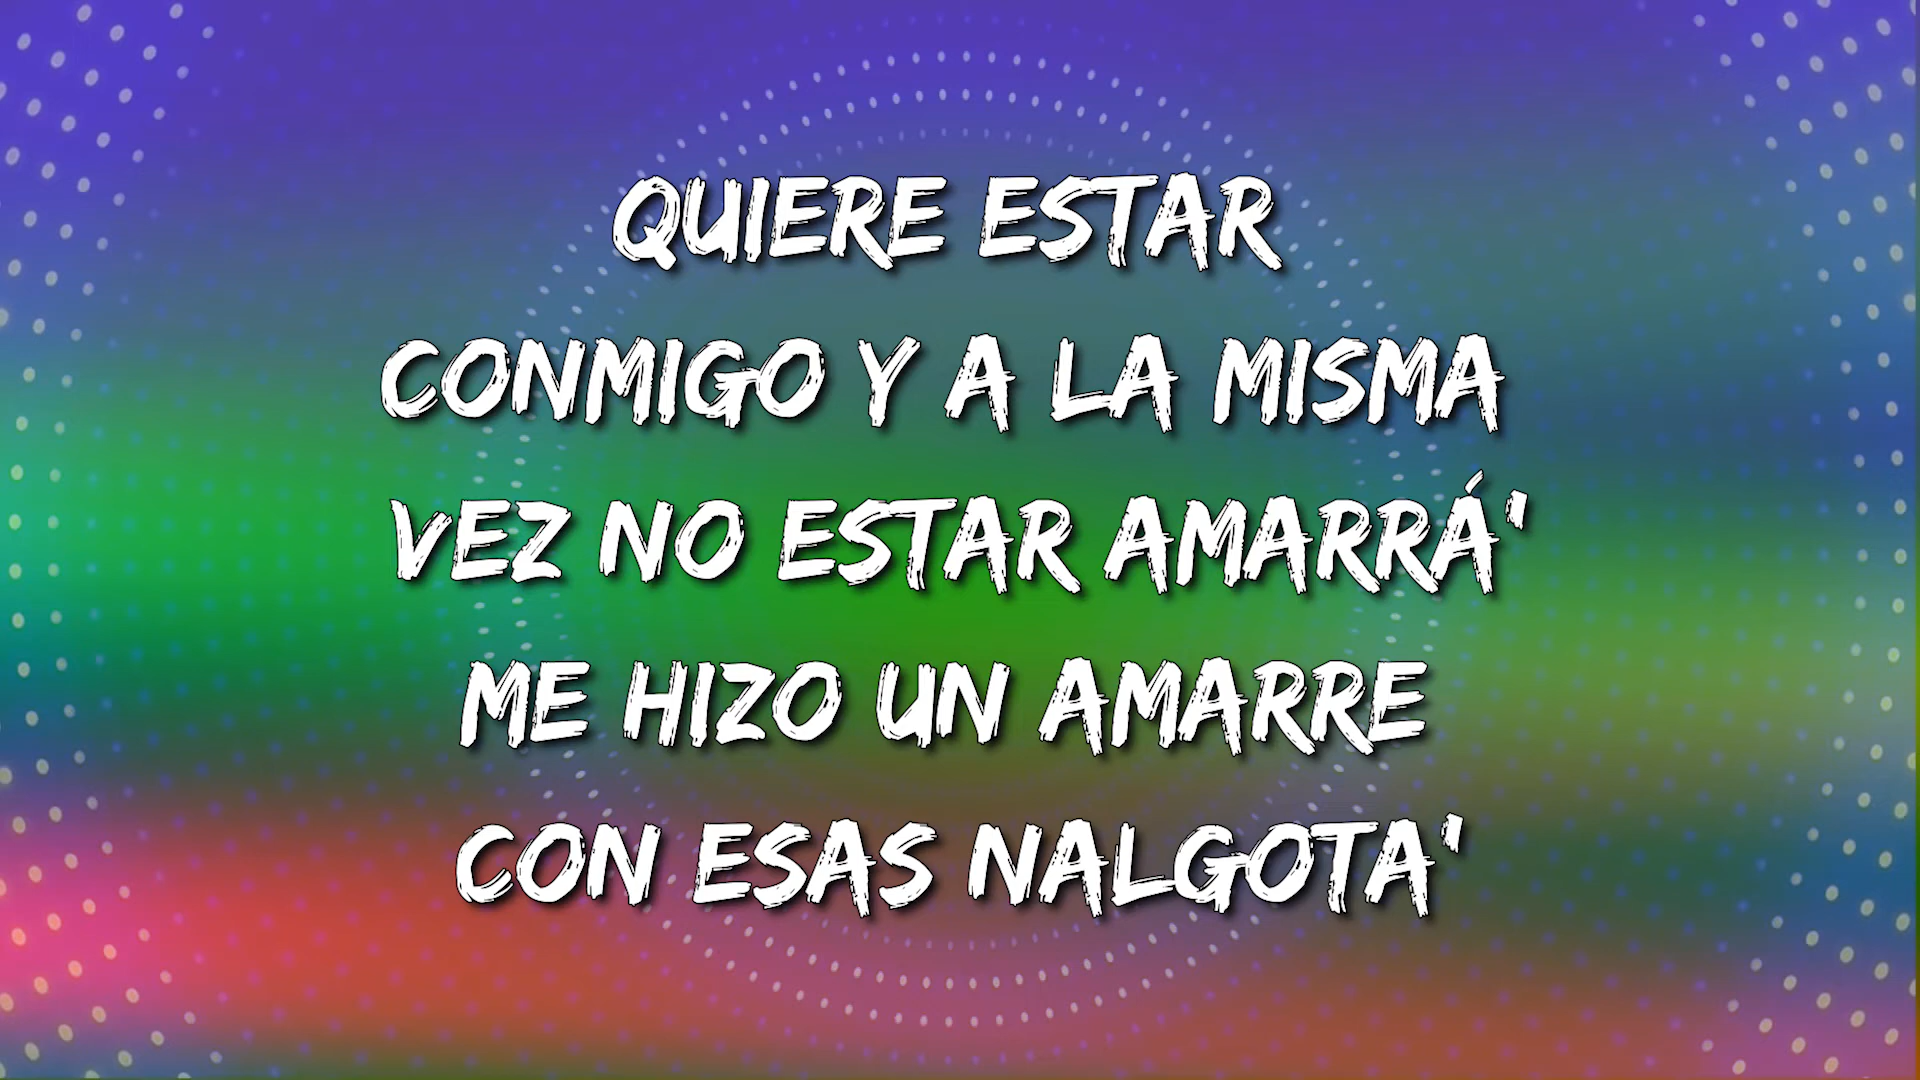 QUIERE ESTAR
CONMIGO Y A LA MISMA
VEZ NO ESTAR AMARRÁ'
ME HIZO UN AMARRE
CON ESAS NALGOTA'